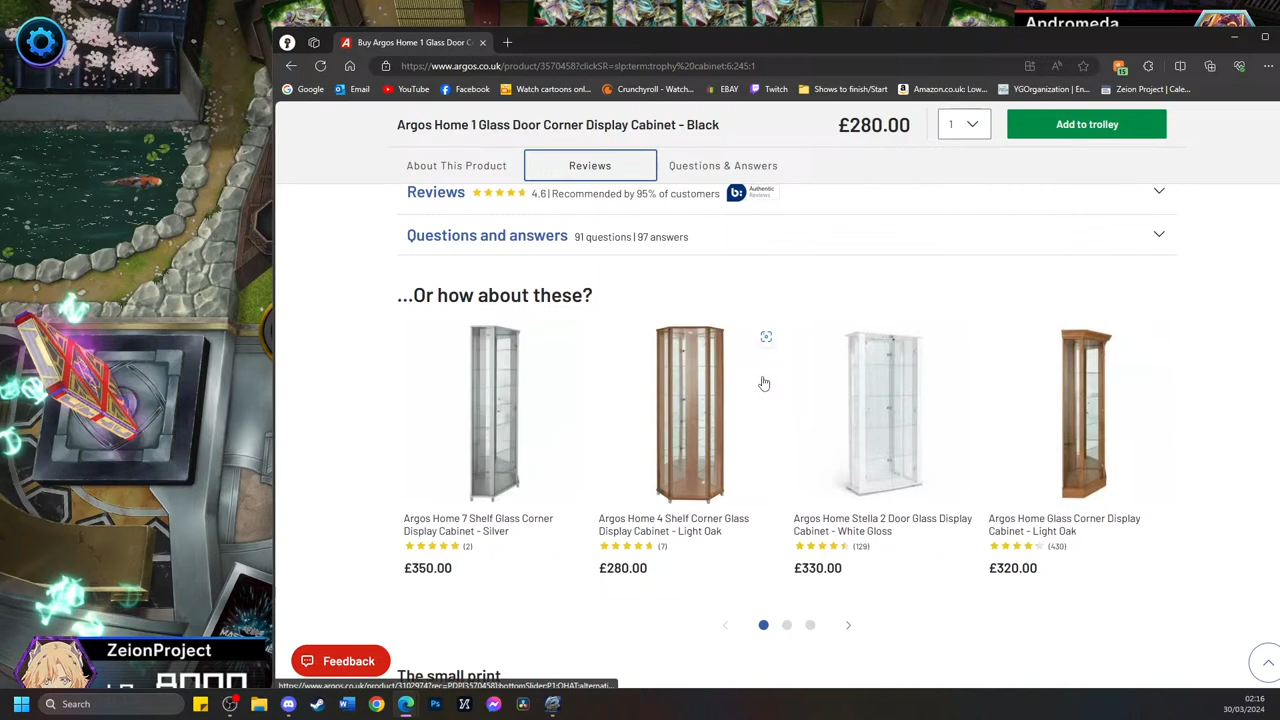 Andromeda
Buy Argos Home 1 Glass Door C
https://www.argos.co.uk/product/3570458?clickSR=slp:term:trophy%20cabinet:6:245:1
15
Google
Email
YouTube
Facebook
Watch cartoons onl...
Crunchyroll - Watch...
EBAY
Twitch
Shows to finish/Start
Amazon.co.uk: Low...
YGOrganization | En...
Zeion Project | Cale...
Argos Home 1 Glass Door Corner Display Cabinet - Black
£280.00
1
Add to trolley
About This Product
Reviews
Questions & Answers
Reviews 4.6 | Recommended by 95% of customers
b: Authentic
Reviews
Questions and answers 91 questions | 97 answers
...Or how about these?
Argos Home 7 Shelf Glass Corner
Display Cabinet - Silver
(2)
£350.00
Argos Home 4 Shelf Corner Glass
Display Cabinet - Light Oak
(7)
£280.00
Argos Home Stella 2 Door Glass Display
Cabinet - White Gloss
(129)
£330.00
Argos Home Glass Corner Display
Cabinet - Light Oak
(430)
£320.00
The small print
Feedback
ZeionProject
8000
Search
02:16
30/03/2024